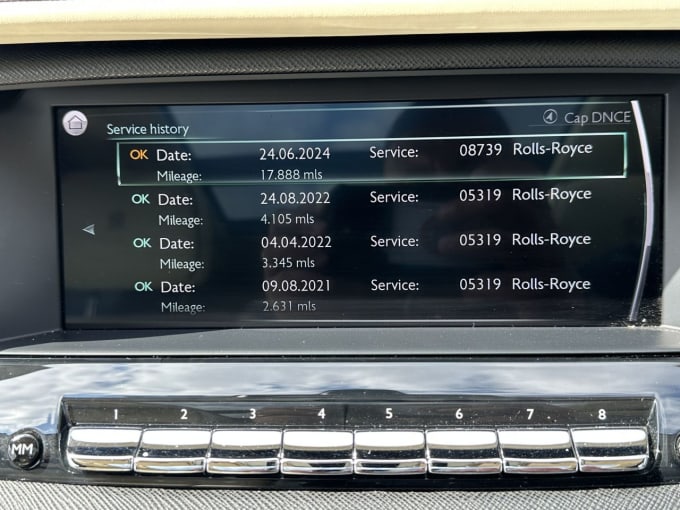 Cap DNCE
Service history
OK Date: 24.06.2024 Service: 08739 Rolls-Royce
Mileage: 17.888 mls
OK Date: 24.08.2022 Service: 05319 Rolls-Royce
Mileage: 4.105 mls
OK Date: 04.04.2022 Service: 05319 Rolls-Royce
Mileage: 3.345 mls
OK Date: 09.08.2021 Service: 05319 Rolls-Royce
Mileage: 2.631 mls
1 2 3 4 5 6 7 8
MM